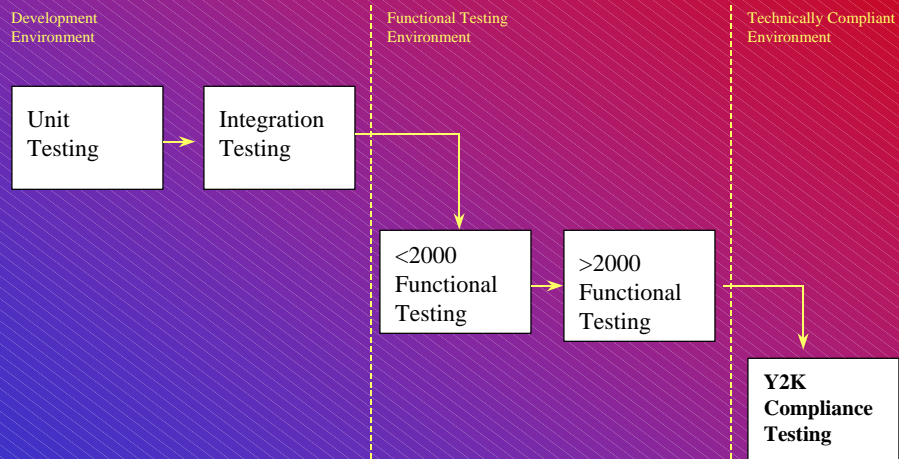 Development
Environment
Functional Testing
Environment
Technically Compliant
Environment
Unit
Testing
Integration
Testing
<2000
Functional
Testing
>2000
Functional
Testing
Y2K
Compliance
Testing